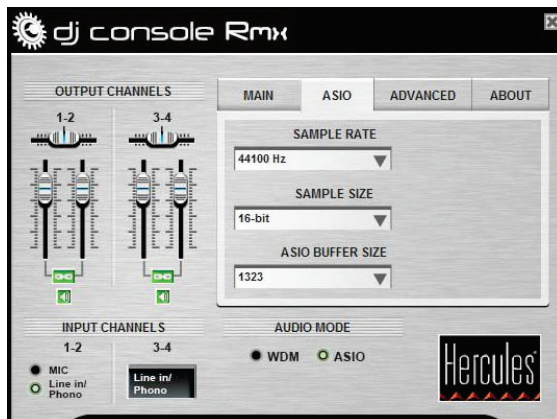 dj console Rmx
OUTPUT CHANNELS
1-2
3-4
MAIN
ASIO
ADVANCED
ABOUT
SAMPLE RATE
44100 Hz
SAMPLE SIZE
16-bit
ASIO BUFFER SIZE
1323
INPUT CHANNELS
1-2
3-4
MIC
Line in/
Phono
Line in/
Phono
AUDIO MODE
WDM
ASIO
Hercules